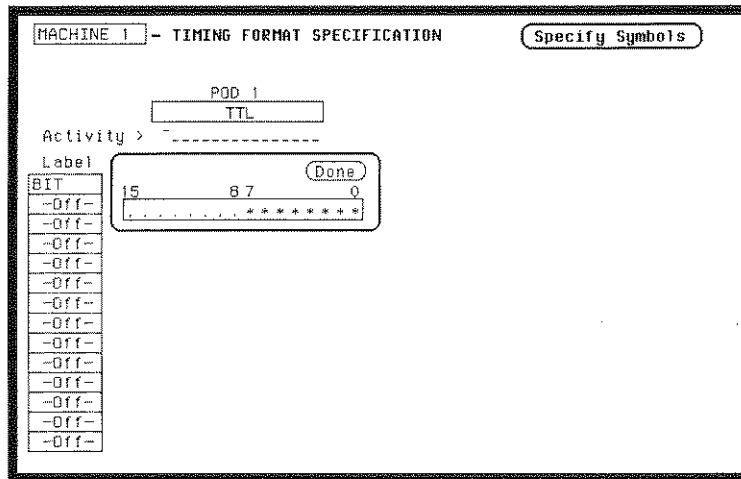 MACHINE 1 - TIMING FORMAT SPECIFICATION Specify Symbols
POD 1
TTL
Activity > ‾_______________
Label
Done
BIT
15 8 7 0
. . . . . . . . * * * * * * * *
-Off-
-Off-
-Off-
-Off-
-Off-
-Off-
-Off-
-Off-
-Off-
-Off-
-Off-
-Off-
-Off-